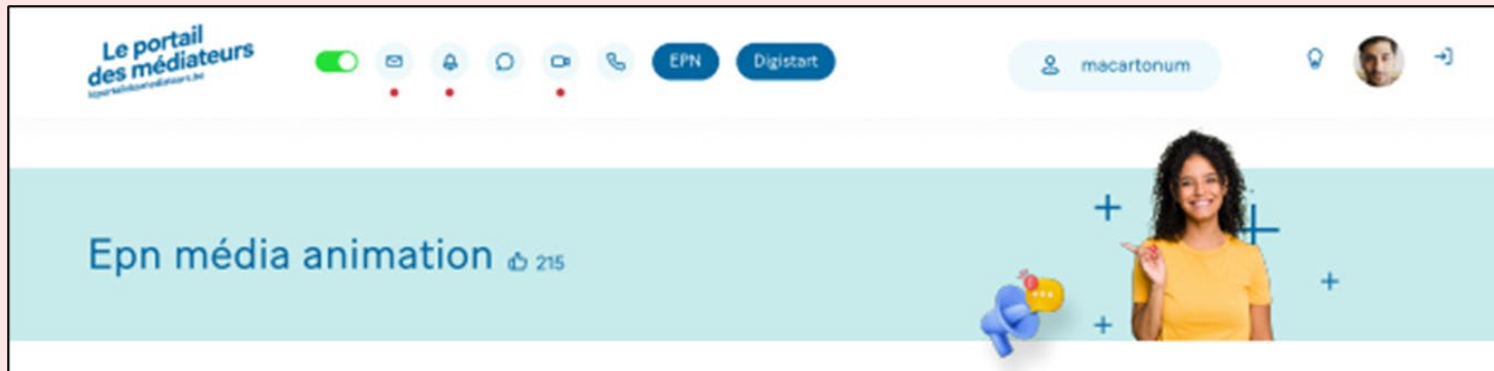 Le portail
des médiateurs
EPN
Digistart
macartonum
Epn média animation 215